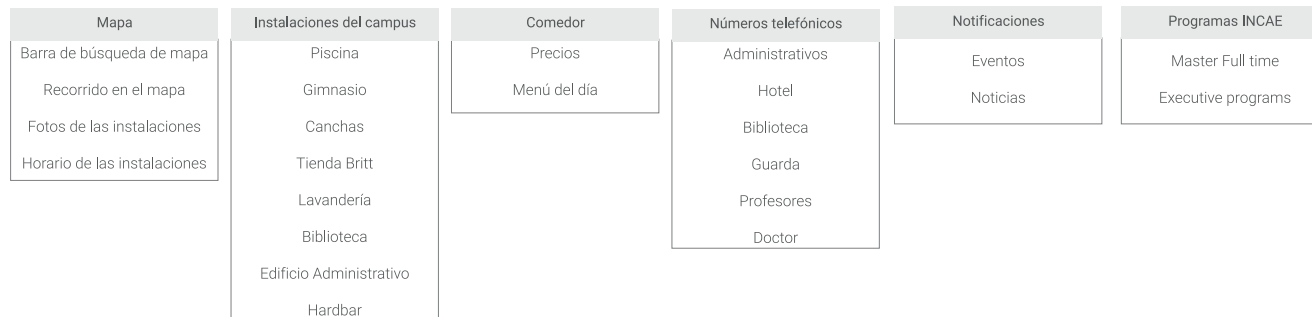 Mapa
Barra de búsqueda de mapa
Recorrido en el mapa
Fotos de las instalaciones
Horario de las instalaciones
Instalaciones del campus
Piscina
Gimnasio
Canchas
Tienda Britt
Lavandería
Biblioteca
Edificio Administrativo
Hardbar
Comedor
Precios
Menú del día
Números telefónicos
Administrativos
Hotel
Biblioteca
Guarda
Profesores
Doctor
Notificaciones
Eventos
Noticias
Programas INCAE
Master Full time
Executive programs